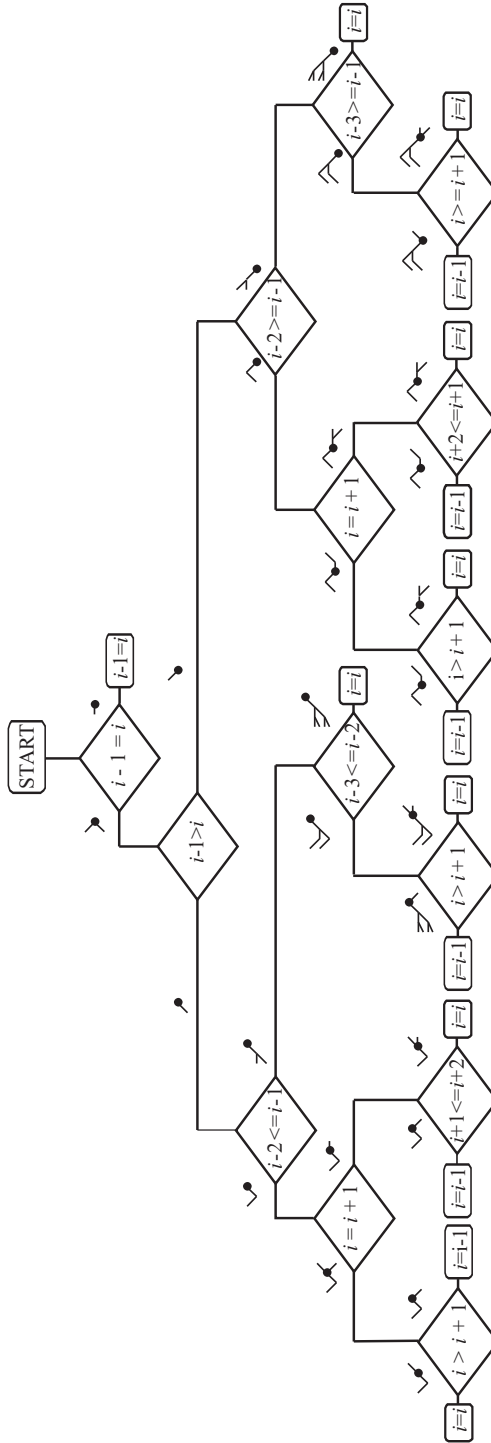 START
i - 1 = i
i-1=i
i-1>i
i-2<=i-1
i-2>=i-1
i = i + 1
i-3<=i-2
i=i
i = i + 1
i-3>=i-1
i=i
i=i
i > i + 1
i=i-1
i=i-1
i+1<=i+2
i=i
i=i-1
i > i + 1
i=i
i=i-1
i> i + 1
i=i
i=i-1
i+2<=i+1
i=i
i=i-1
i >= i + 1
i=i